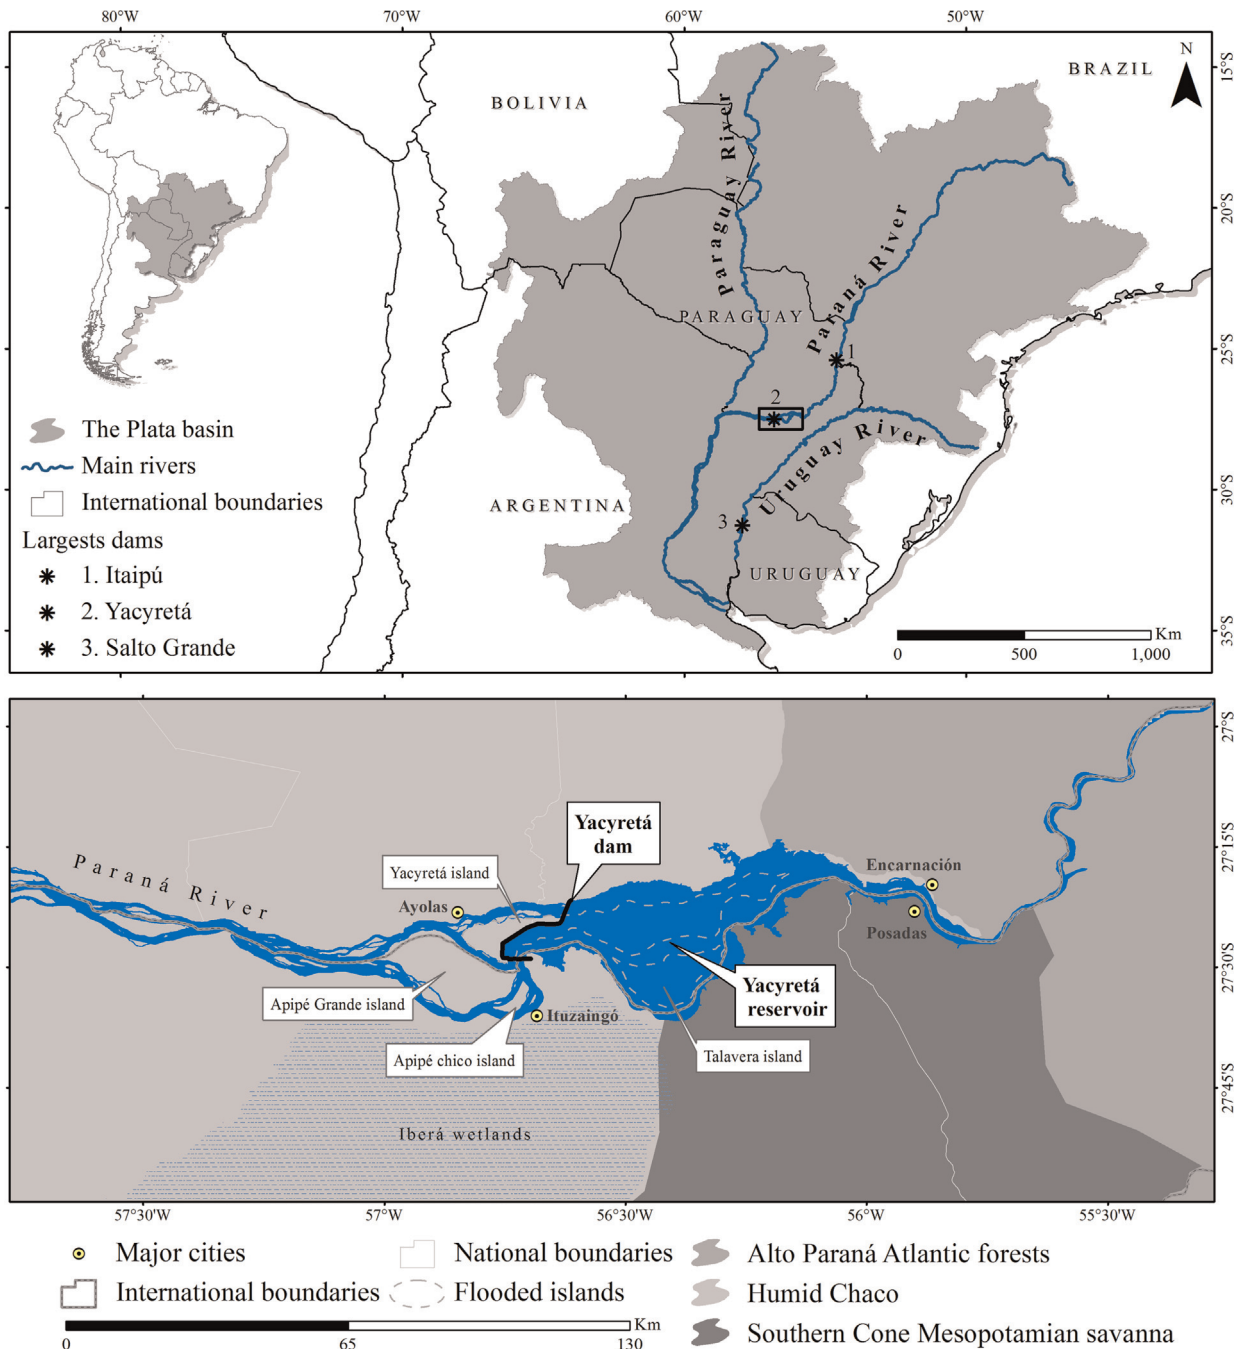 80°W
70°W
60°W
50°W
N
BRAZIL
BOLIVIA
15°S
20°S
25°S
30°S
35°S
Paraguay River
Paraná River
PARAGUAY
1
2
Uruguay River
ARGENTINA
3
URUGUAY
The Plata basin
Main rivers
International boundaries
Largests dams
1. Itaipú
2. Yacyretá
3. Salto Grande
Km
0 500 1,000
27°S
27°15'S
27°30'S
27°45'S
Yacyretá
dam
Encarnación
Yacyretá island
Paraná River
Ayolas
Posadas
Yacyretá
reservoir
Apipé Grande island
Ituzaingó
Apipé chico island
Talavera island
Iberá wetlands
57°30'W
57°W
56°30'W
56°W
55°30'W
Major cities
National boundaries
Alto Paraná Atlantic forests
International boundaries
Flooded islands
Humid Chaco
Km
0 65 130
Southern Cone Mesopotamian savanna